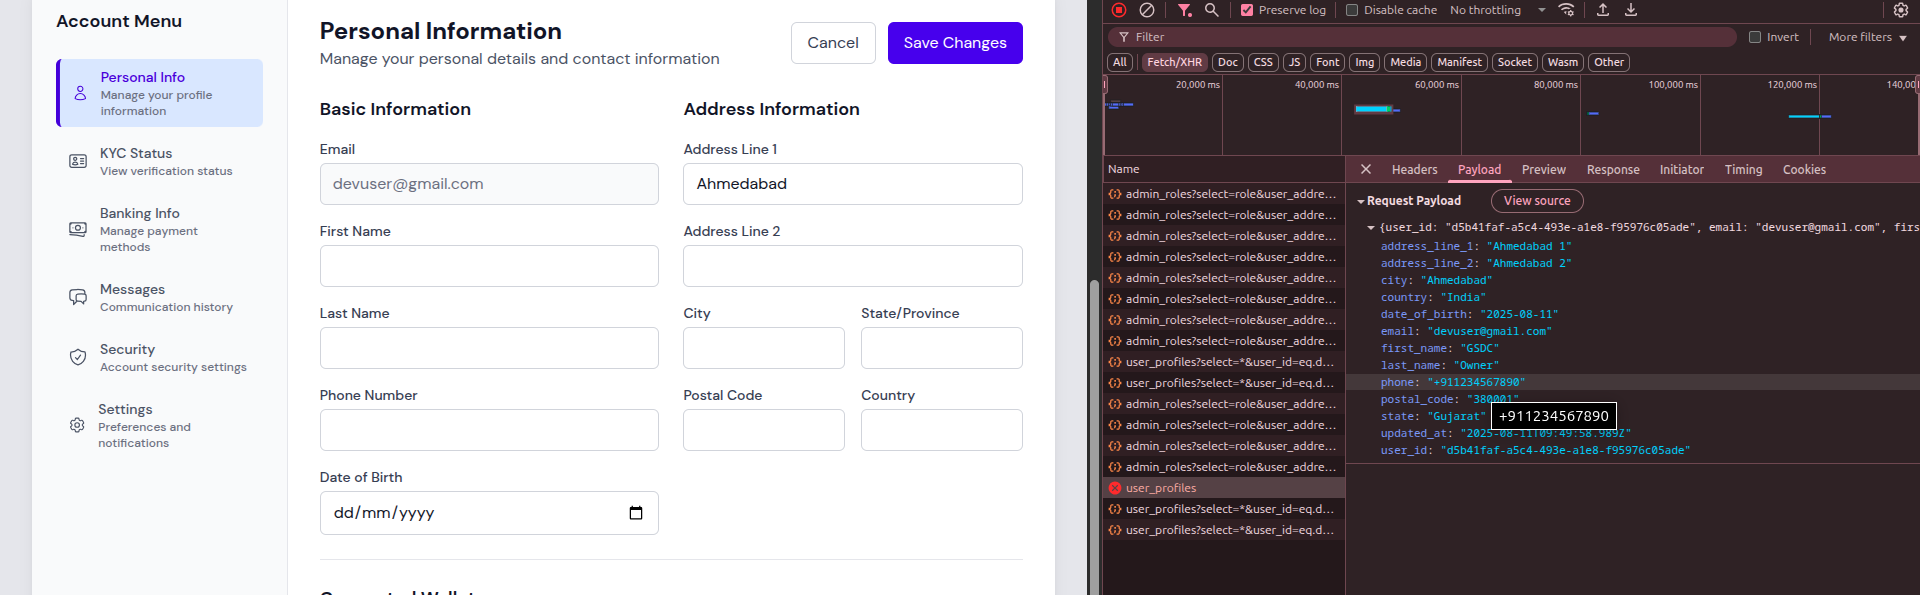 Account Menu
Personal Info
Manage your profile
information
KYC Status
View verification status
Banking Info
Manage payment
methods
Messages
Communication history
Security
Account security settings
Settings
Preferences and
notifications
Personal Information
Manage your personal details and contact information
Cancel
Save Changes
Basic Information
Email
devuser@gmail.com
First Name
Last Name
Phone Number
Date of Birth
dd/mm/yyyy
Address Information
Address Line 1
Ahmedabad
Address Line 2
City
State/Province
Postal Code
Country
Preserve log
Disable cache
No throttling
Filter
Invert
More filters
All
Fetch/XHR
Doc
CSS
JS
Font
Img
Media
Manifest
Socket
Wasm
Other
20,000 ms
40,000 ms
60,000 ms
80,000 ms
100,000 ms
120,000 ms
140,00
Name
admin_roles?select=role&user_addre...
admin_roles?select=role&user_addre...
admin_roles?select=role&user_addre...
admin_roles?select=role&user_addre...
admin_roles?select=role&user_addre...
admin_roles?select=role&user_addre...
admin_roles?select=role&user_addre...
admin_roles?select=role&user_addre...
user_profiles?select=*&user_id=eq.d...
user_profiles?select=*&user_id=eq.d...
admin_roles?select=role&user_addre...
admin_roles?select=role&user_addre...
admin_roles?select=role&user_addre...
admin_roles?select=role&user_addre...
user_profiles
user_profiles?select=*&user_id=eq.d...
user_profiles?select=*&user_id=eq.d...
Headers
Payload
Preview
Response
Initiator
Timing
Cookies
Request Payload
View source
{user_id: "d5b41faf-a5c4-493e-a1e8-f95976c05ade", email: "devuser@gmail.com", firs
address_line_1: "Ahmedabad 1"
address_line_2: "Ahmedabad 2"
city: "Ahmedabad"
country: "India"
date_of_birth: "2025-08-11"
email: "devuser@gmail.com"
first_name: "GSDC"
last_name: "Owner"
phone: "+911234567890"
postal_code: "380001"
state: "Gujarat"
+911234567890
updated_at: "2025-08-11T09:49:58.989Z"
user_id: "d5b41faf-a5c4-493e-a1e8-f95976c05ade"